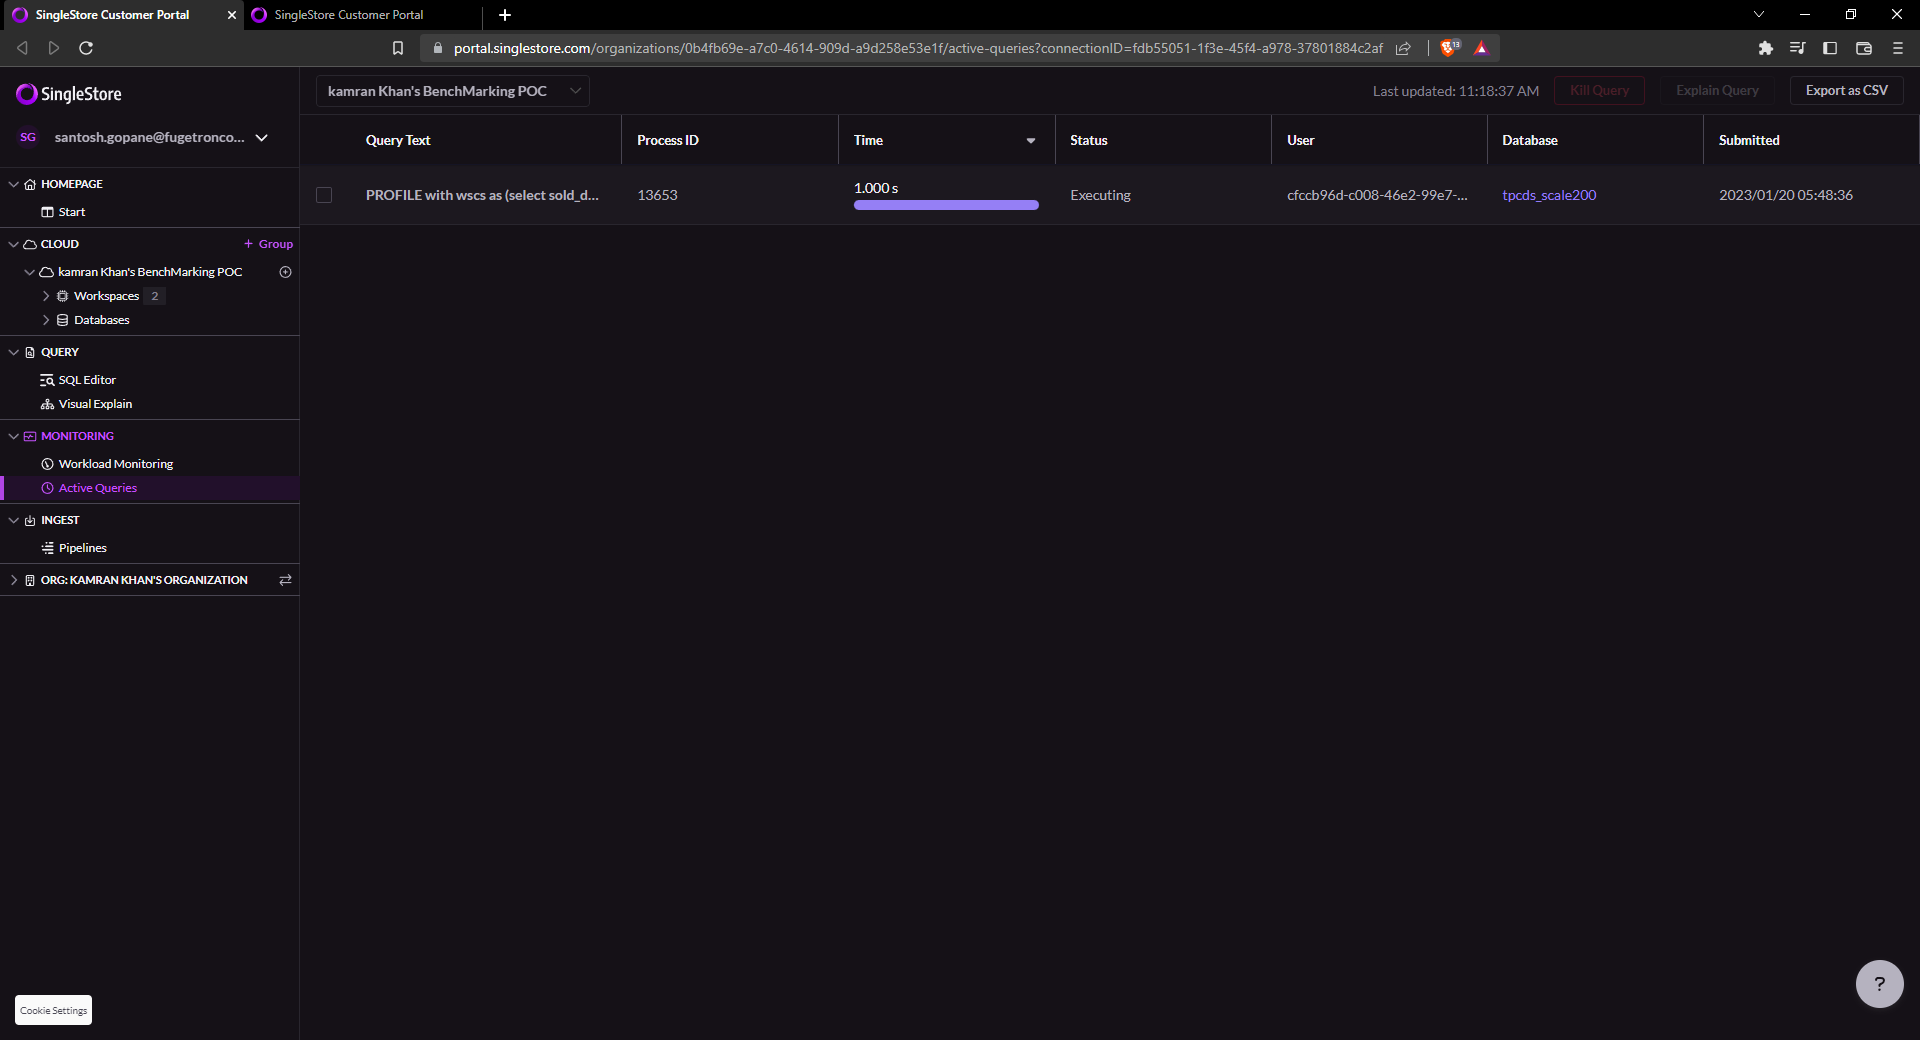 SingleStore Customer Portal
SingleStore Customer Portal
portal.singlestore.com/organizations/0b4fb69e-a7c0-4614-909d-a9d258e53e1f/active-queries?connectionID=fdb55051-1f3e-45f4-a978-37801884c2af
13
SingleStore
SG santosh.gopane@fugetronco...
HOMEPAGE
Start
CLOUD + Group
kamran Khan's BenchMarking POC
Workspaces 2
Databases
QUERY
SQL Editor
Visual Explain
MONITORING
Workload Monitoring
Active Queries
INGEST
Pipelines
ORG: KAMRAN KHAN'S ORGANIZATION
Cookie Settings
kamran Khan's BenchMarking POC
Last updated: 11:18:37 AM Kill Query Explain Query Export as CSV
Query Text Process ID Time Status User Database Submitted
PROFILE with wscs as (select sold_d... 13653 1.000 s Executing cfccb96d-c008-46e2-99e7-... tpcds_scale200 2023/01/20 05:48:36
?